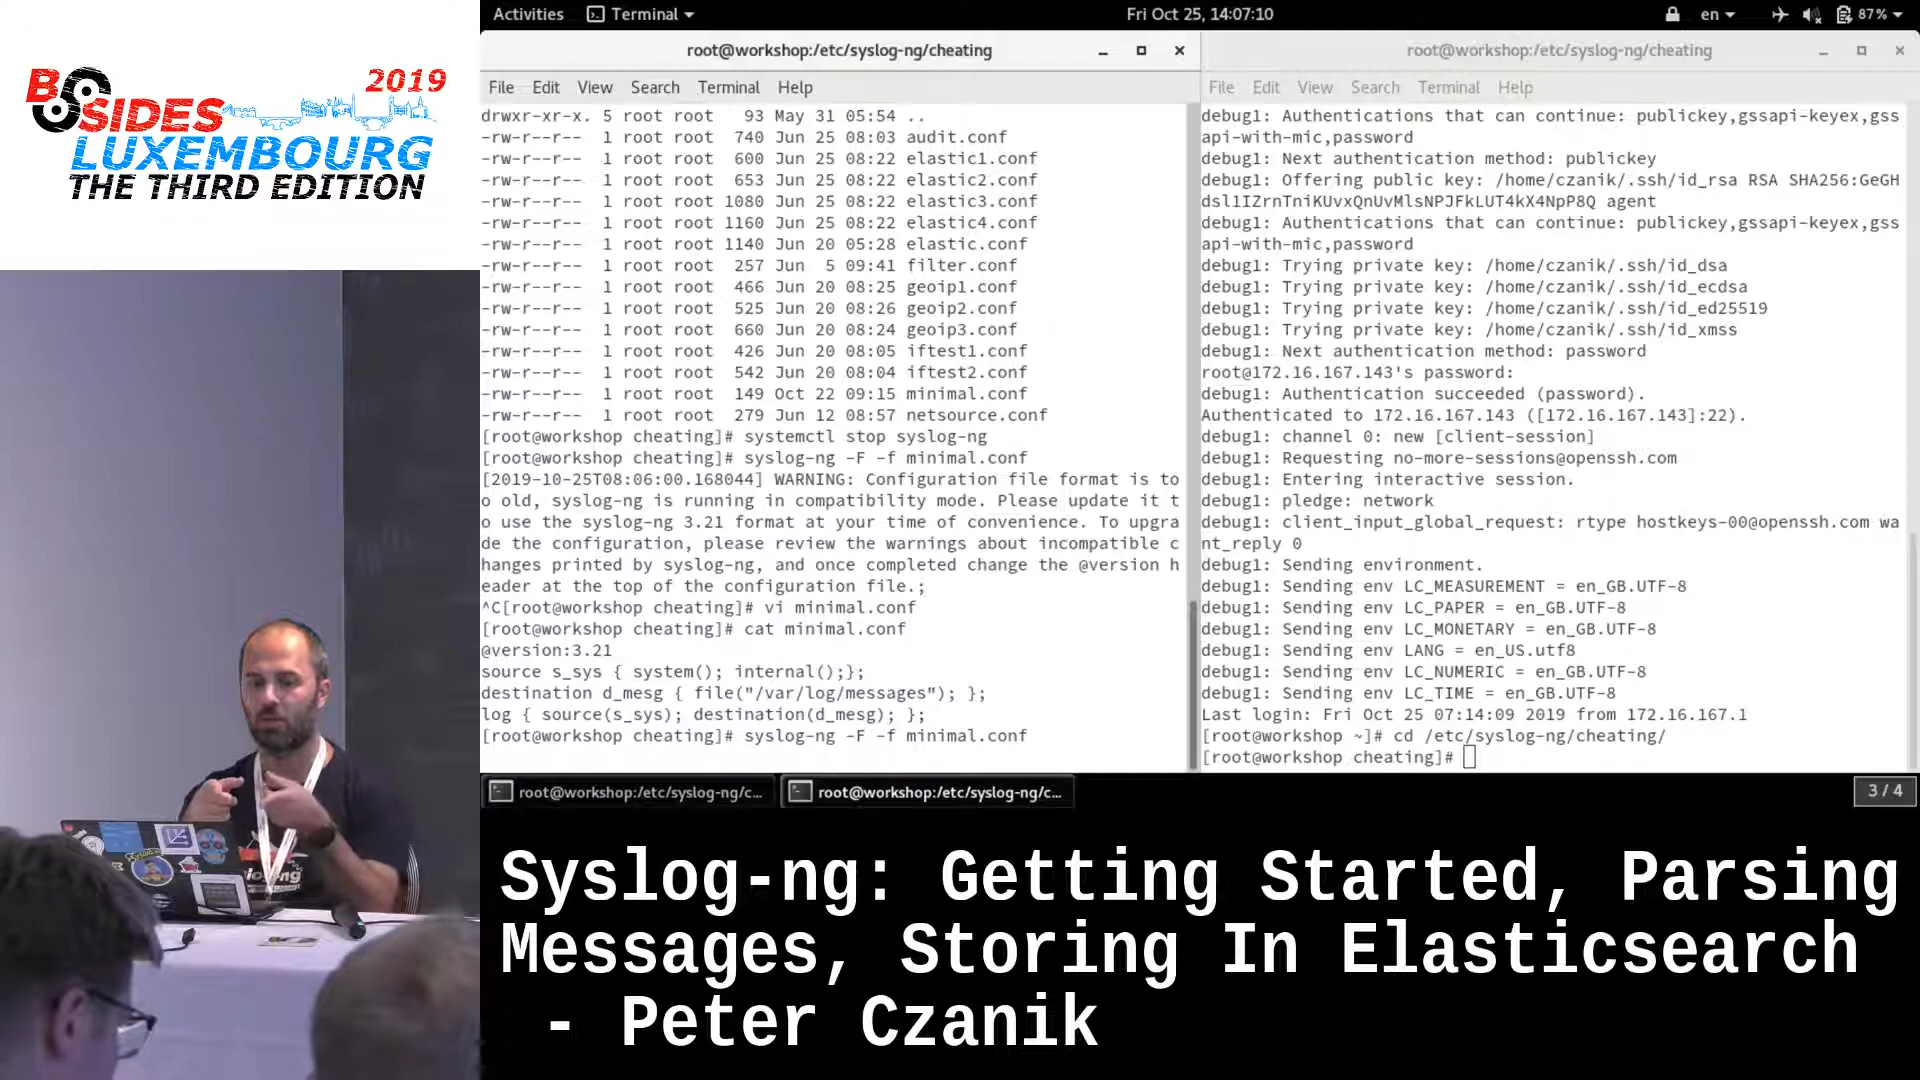 BSIDES 2019
LUXEMBOURG
THE THIRD EDITION
Activities Terminal Fri Oct 25, 14:07:10 en 87%
root@workshop:/etc/syslog-ng/cheating
File Edit View Search Terminal Help
drwxr-xr-x. 5 root root 93 May 31 05:54 ..
-rw-r--r-- 1 root root 740 Jun 25 08:03 audit.conf
-rw-r--r-- 1 root root 600 Jun 25 08:22 elastic1.conf
-rw-r--r-- 1 root root 653 Jun 25 08:22 elastic2.conf
-rw-r--r-- 1 root root 1080 Jun 25 08:22 elastic3.conf
-rw-r--r-- 1 root root 1160 Jun 25 08:22 elastic4.conf
-rw-r--r-- 1 root root 1140 Jun 20 05:28 elastic.conf
-rw-r--r-- 1 root root 257 Jun 5 09:41 filter.conf
-rw-r--r-- 1 root root 466 Jun 20 08:25 geoip1.conf
-rw-r--r-- 1 root root 525 Jun 20 08:26 geoip2.conf
-rw-r--r-- 1 root root 660 Jun 20 08:24 geoip3.conf
-rw-r--r-- 1 root root 426 Jun 20 08:05 iftest1.conf
-rw-r--r-- 1 root root 542 Jun 20 08:04 iftest2.conf
-rw-r--r-- 1 root root 149 Oct 22 09:15 minimal.conf
-rw-r--r-- 1 root root 279 Jun 12 08:57 netsource.conf
[root@workshop cheating]# systemctl stop syslog-ng
[root@workshop cheating]# syslog-ng -F -f minimal.conf
[2019-10-25T08:06:00.168044] WARNING: Configuration file format is to
o old, syslog-ng is running in compatibility mode. Please update it t
o use the syslog-ng 3.21 format at your time of convenience. To upgra
de the configuration, please review the warnings about incompatible c
hanges printed by syslog-ng, and once completed change the @version h
eader at the top of the configuration file.;
^C[root@workshop cheating]# vi minimal.conf
[root@workshop cheating]# cat minimal.conf
@version:3.21
source s_sys { system(); internal();};
destination d_mesg { file("/var/log/messages"); };
log { source(s_sys); destination(d_mesg); };
[root@workshop cheating]# syslog-ng -F -f minimal.conf
root@workshop:/etc/syslog-ng/cheating
File Edit View Search Terminal Help
debug1: Authentications that can continue: publickey,gssapi-keyex,gss
api-with-mic,password
debug1: Next authentication method: publickey
debug1: Offering public key: /home/czanik/.ssh/id_rsa RSA SHA256:GeGH
dsl1IZrnTniKUvxQnUvMlsNPJFkLUT4kX4NpP8Q agent
debug1: Authentications that can continue: publickey,gssapi-keyex,gss
api-with-mic,password
debug1: Trying private key: /home/czanik/.ssh/id_dsa
debug1: Trying private key: /home/czanik/.ssh/id_ecdsa
debug1: Trying private key: /home/czanik/.ssh/id_ed25519
debug1: Trying private key: /home/czanik/.ssh/id_xmss
debug1: Next authentication method: password
root@172.16.167.143's password:
debug1: Authentication succeeded (password).
Authenticated to 172.16.167.143 ([172.16.167.143]:22).
debug1: channel 0: new [client-session]
debug1: Requesting no-more-sessions@openssh.com
debug1: Entering interactive session.
debug1: pledge: network
debug1: client_input_global_request: rtype hostkeys-00@openssh.com wa
nt_reply 0
debug1: Sending environment.
debug1: Sending env LC_MEASUREMENT = en_GB.UTF-8
debug1: Sending env LC_PAPER = en_GB.UTF-8
debug1: Sending env LC_MONETARY = en_GB.UTF-8
debug1: Sending env LANG = en_US.utf8
debug1: Sending env LC_NUMERIC = en_GB.UTF-8
debug1: Sending env LC_TIME = en_GB.UTF-8
Last login: Fri Oct 25 07:14:09 2019 from 172.16.167.1
[root@workshop ~]# cd /etc/syslog-ng/cheating/
[root@workshop cheating]#
root@workshop:/etc/syslog-ng/c... root@workshop:/etc/syslog-ng/c... 3 / 4
Syslog-ng: Getting Started, Parsing
Messages, Storing In Elasticsearch
- Peter Czanik